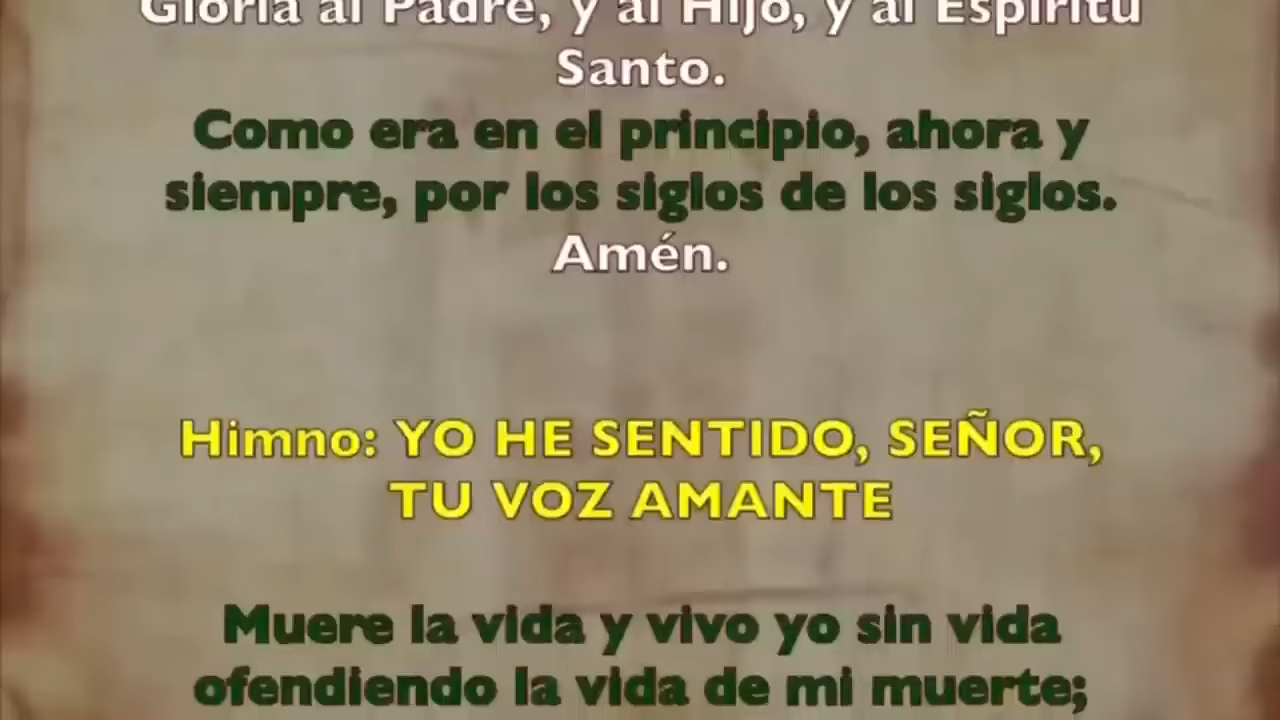 Gloria al Padre, y al Hijo, y al Espíritu
Santo.
Como era en el principio, ahora y
siempre, por los siglos de los siglos.
Amén.
Himno: YO HE SENTIDO, SEÑOR,
TU VOZ AMANTE
Muere la vida y vivo yo sin vida
ofendiendo la vida de mi muerte;